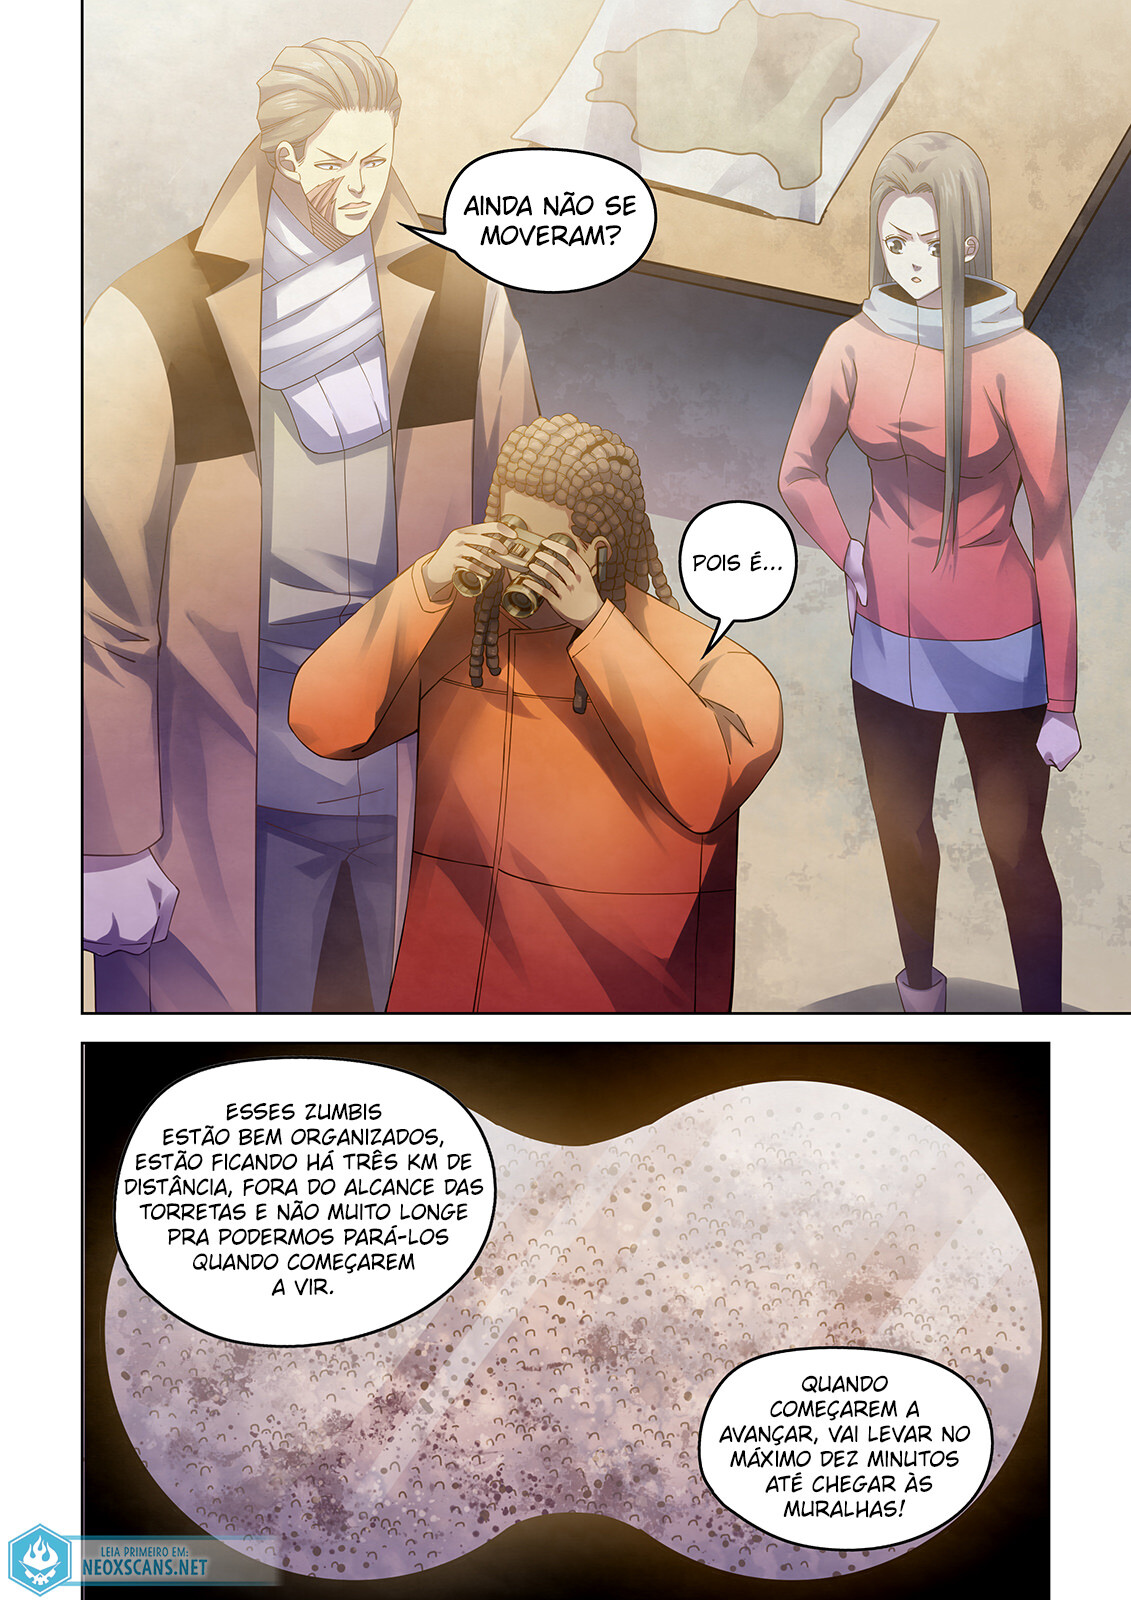 AINDA NÃO SE
MOVERAM?
POIS É...
ESSES ZUMBIS
ESTÃO BEM ORGANIZADOS,
ESTÃO FICANDO HÁ TRÊS KM DE
DISTÂNCIA, FORA DO ALCANCE DAS
TORRETAS E NÃO MUITO LONGE
PRA PODERMOS PARÁ-LOS
QUANDO COMEÇAREM
A VIR.
QUANDO
COMEÇAREM A
AVANÇAR, VAI LEVAR NO
MÁXIMO DEZ MINUTOS
ATÉ CHEGAR ÀS
MURALHAS!
LEIA PRIMEIRO EM:
NEOXSCANS.NET